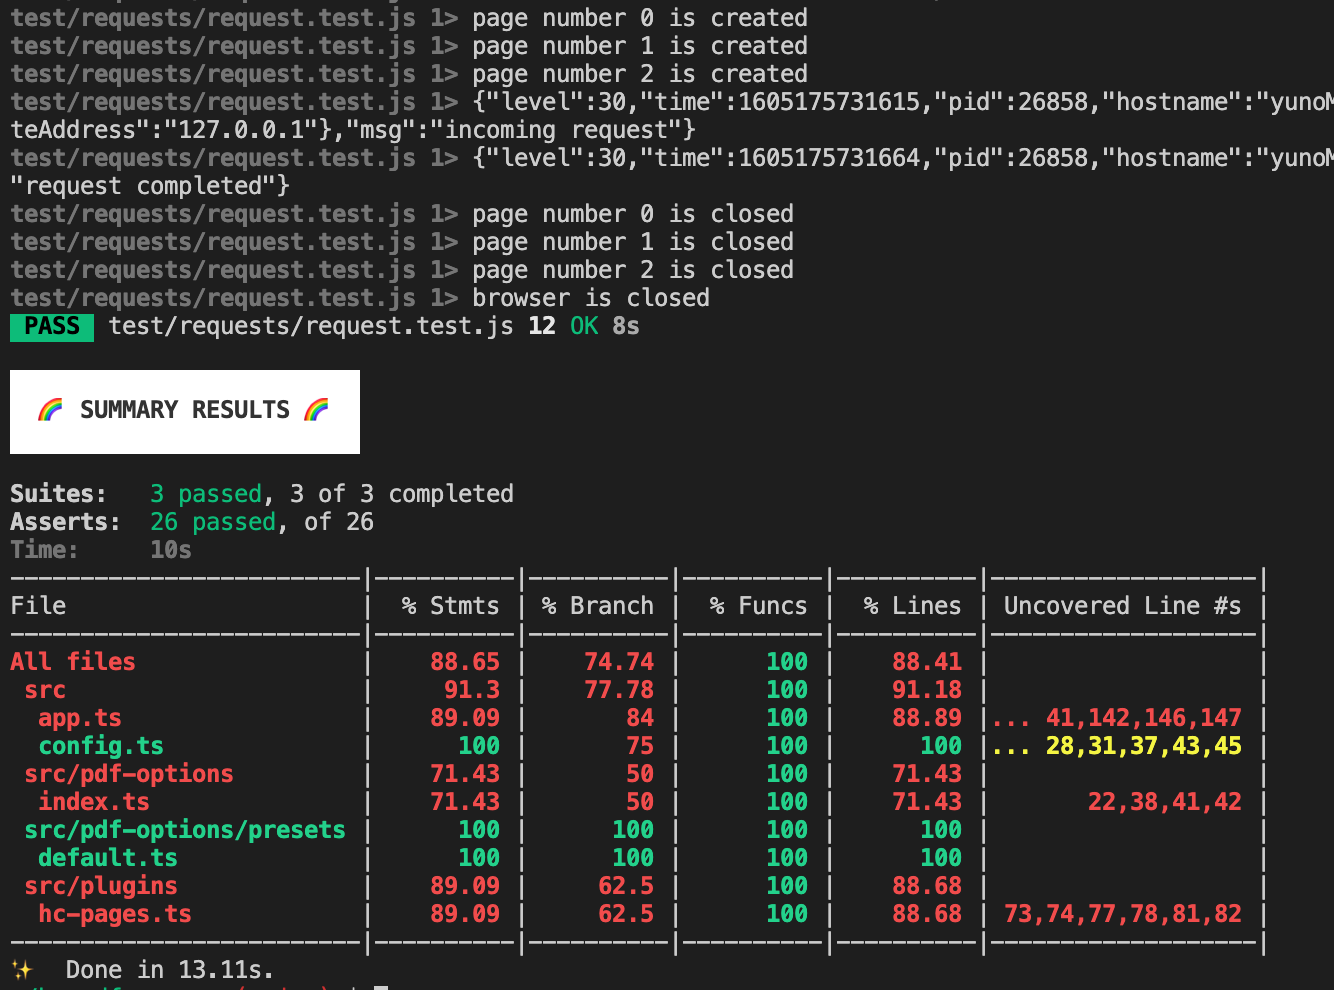 test/requests/request.test.js 1> page number 0 is created
test/requests/request.test.js 1> page number 1 is created
test/requests/request.test.js 1> page number 2 is created
test/requests/request.test.js 1> {"level":30,"time":1605175731615,"pid":26858,"hostname":"yunoM
teAddress":"127.0.0.1"},"msg":"incoming request"}
test/requests/request.test.js 1> {"level":30,"time":1605175731664,"pid":26858,"hostname":"yunoM
"request completed"}
test/requests/request.test.js 1> page number 0 is closed
test/requests/request.test.js 1> page number 1 is closed
test/requests/request.test.js 1> page number 2 is closed
test/requests/request.test.js 1> browser is closed
PASS test/requests/request.test.js 12 OK 8s
🌈 SUMMARY RESULTS 🌈
Suites: 3 passed, 3 of 3 completed
Asserts: 26 passed, of 26
Time: 10s
File | % Stmts | % Branch | % Funcs | % Lines | Uncovered Line #s |
All files | 88.65 | 74.74 | 100 | 88.41 | |
src | 91.3 | 77.78 | 100 | 91.18 | |
app.ts | 89.09 | 84 | 100 | 88.89 |... 41,142,146,147 |
config.ts | 100 | 75 | 100 | 100 |... 28,31,37,43,45 |
src/pdf-options | 71.43 | 50 | 100 | 71.43 | |
index.ts | 71.43 | 50 | 100 | 71.43 | 22,38,41,42 |
src/pdf-options/presets | 100 | 100 | 100 | 100 | |
default.ts | 100 | 100 | 100 | 100 | |
src/plugins | 89.09 | 62.5 | 100 | 88.68 | |
hc-pages.ts | 89.09 | 62.5 | 100 | 88.68 | 73,74,77,78,81,82 |
✨ Done in 13.11s.